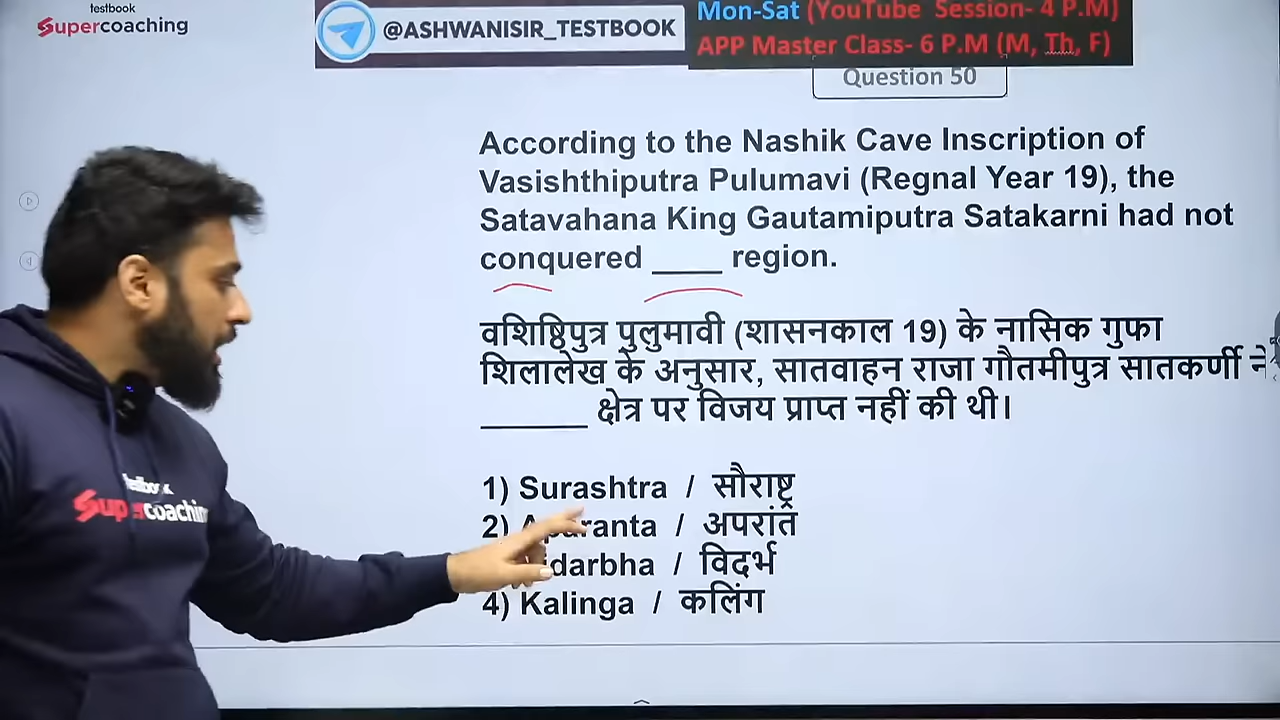 testbook
Supercoaching
@ASHWANISIR_TESTBOOK
Mon-Sat (YouTube Session- 4 P.M)
APP Master Class- 6 P.M (M, Th, F)
Question 50
According to the Nashik Cave Inscription of
Vasishthiputra Pulumavi (Regnal Year 19), the
Satavahana King Gautamiputra Satakarni had not
conquered ____ region.
वशिष्ठिपुत्र पुलुमावी (शासनकाल 19) के नासिक गुफा
शिलालेख के अनुसार, सातवाहन राजा गौतमीपुत्र सातकर्णी ने
______ क्षेत्र पर विजय प्राप्त नहीं की थी।
1) Surashtra / सौराष्ट्र
2) Aparanta / अपरांत
idarbha / विदर्भ
4) Kalinga / कलिंग
testbook
Supercoaching